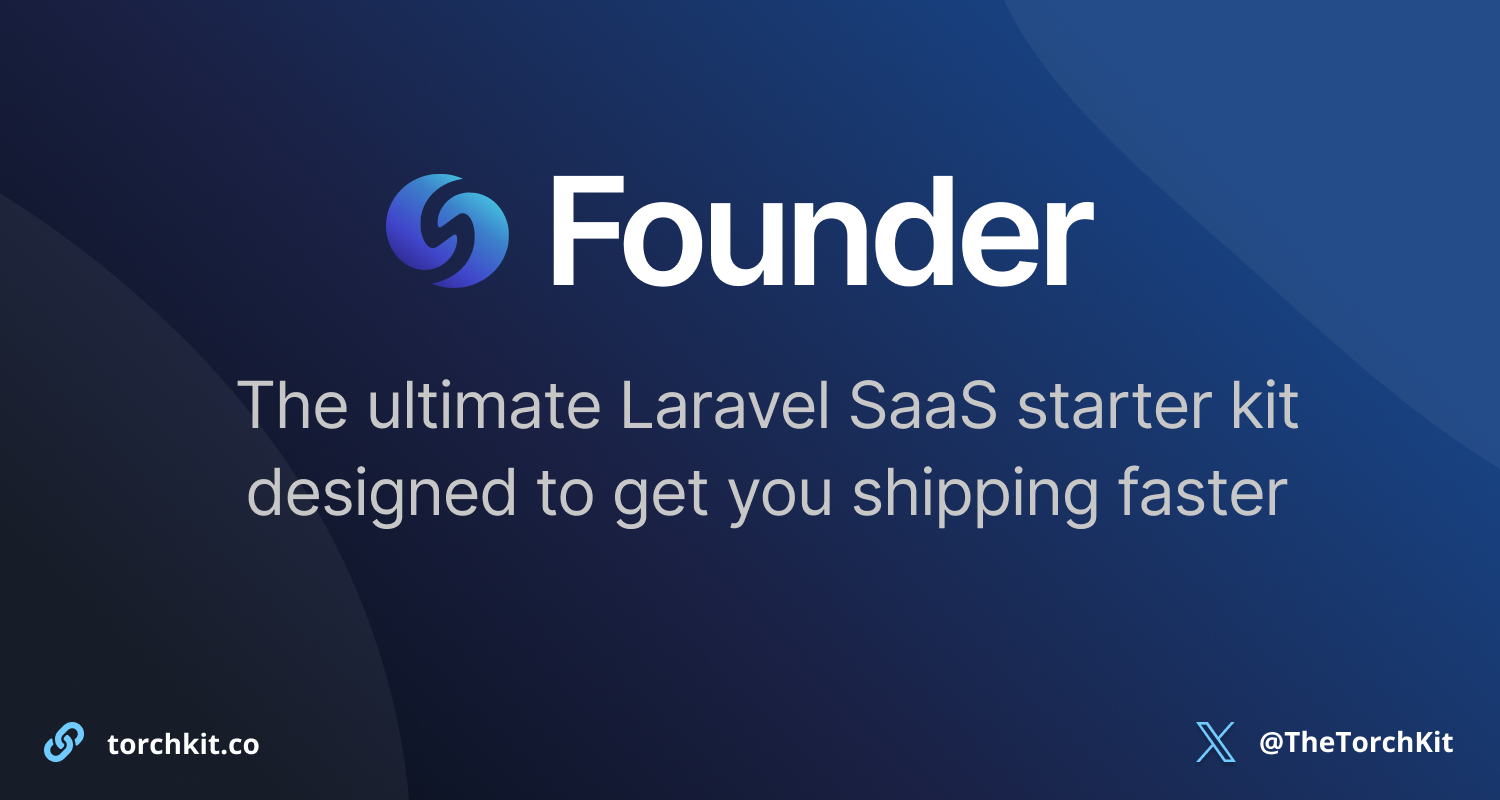 Founder
The ultimate Laravel SaaS starter kit
designed to get you shipping faster
torchkit.co
@TheTorchKit